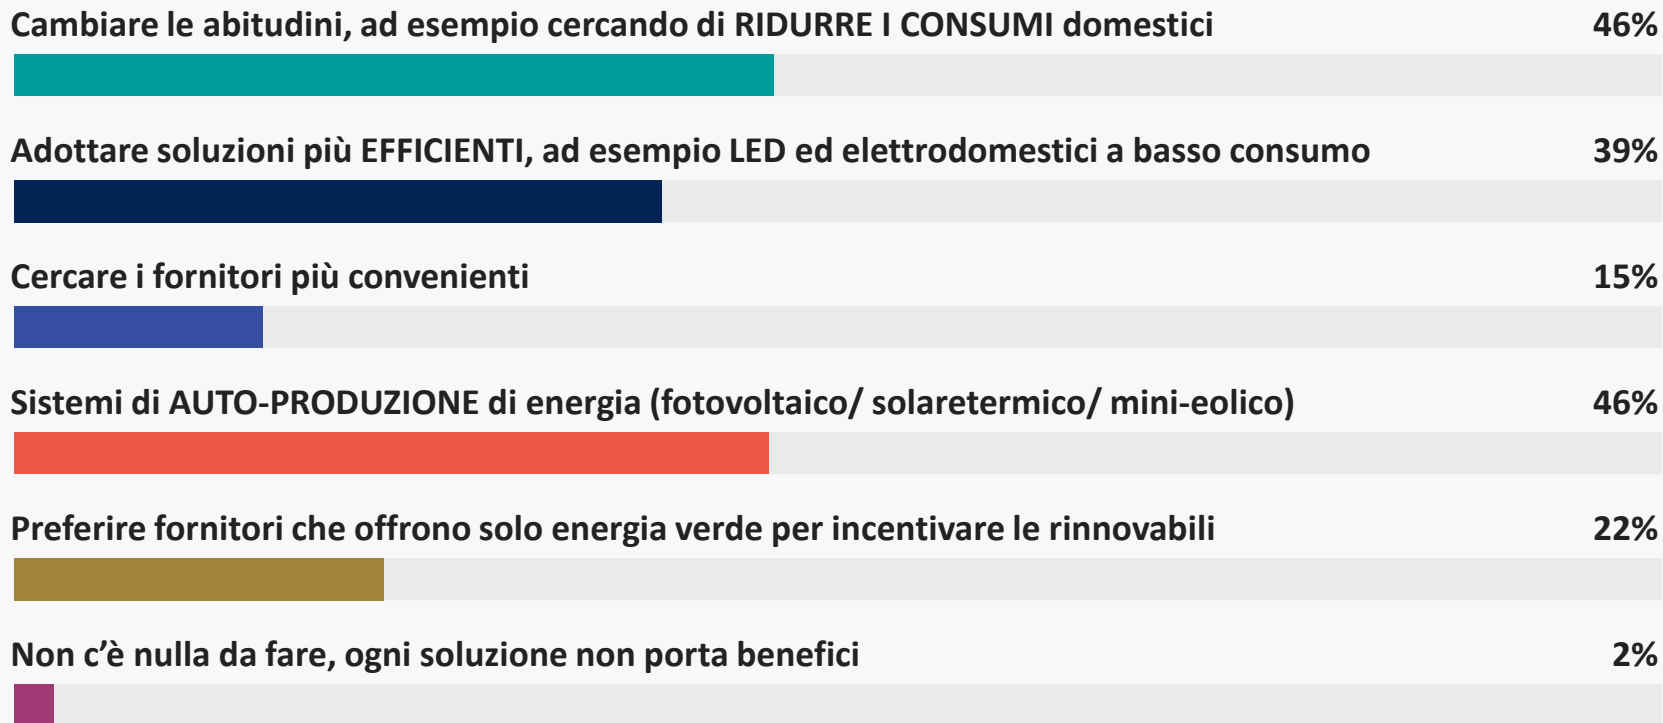 Cambiare le abitudini, ad esempio cercando di RIDURRE I CONSUMI domestici 46%
Adottare soluzioni più EFFICIENTI, ad esempio LED ed elettrodomestici a basso consumo 39%
Cercare i fornitori più convenienti 15%
Sistemi di AUTO-PRODUZIONE di energia (fotovoltaico/ solaretermico/ mini-eolico) 46%
Preferire fornitori che offrono solo energia verde per incentivare le rinnovabili 22%
Non c’è nulla da fare, ogni soluzione non porta benefici 2%